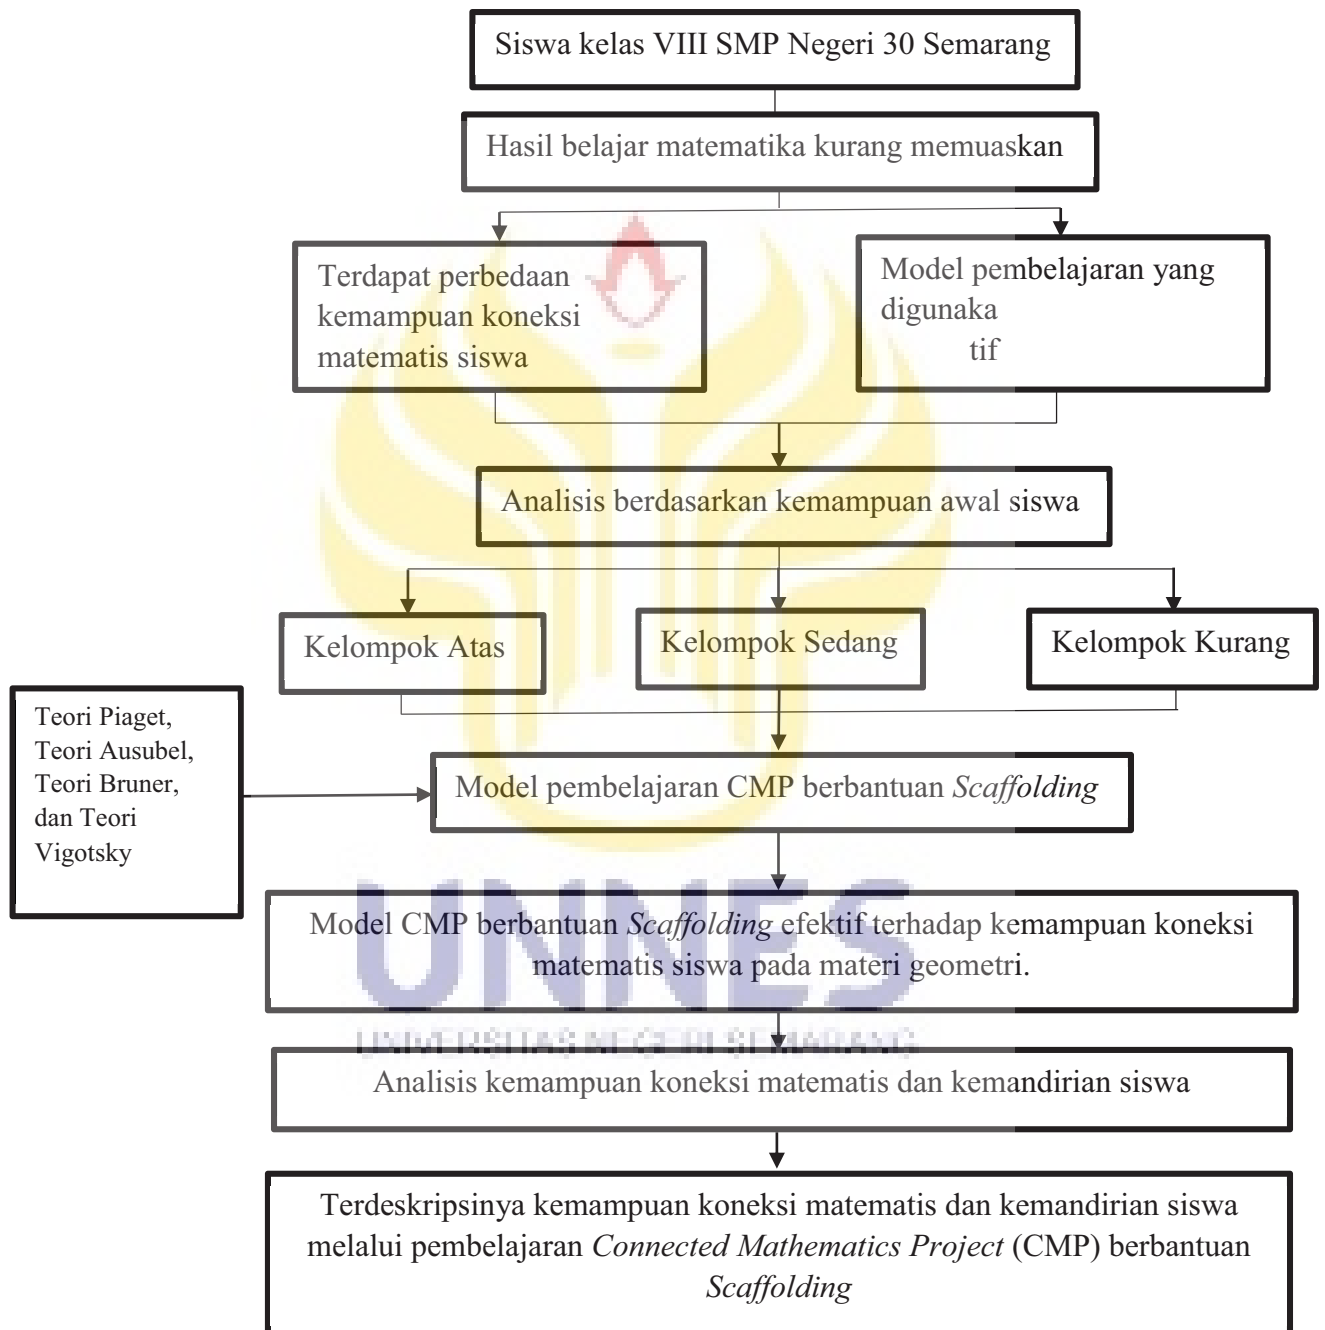 Siswa kelas VIII SMP Negeri 30 Semarang
Hasil belajar matematika kurang memuaskan
Terdapat perbedaan
kemampuan koneksi
matematis siswa
Model pembelajaran yang
digunaka
tif
Analisis berdasarkan kemampuan awal siswa
Kelompok Atas
Kelompok Sedang
Kelompok Kurang
Teori Piaget,
Teori Ausubel,
Teori Bruner,
dan Teori
Vigotsky
Model pembelajaran CMP berbantuan Scaffolding
Model CMP berbantuan Scaffolding efektif terhadap kemampuan koneksi
matematis siswa pada materi geometri.
UNNES
UNIVERSITAS NEGERI SEMARANG
Analisis kemampuan koneksi matematis dan kemandirian siswa
Terdeskripsinya kemampuan koneksi matematis dan kemandirian siswa
melalui pembelajaran Connected Mathematics Project (CMP) berbantuan
Scaffolding